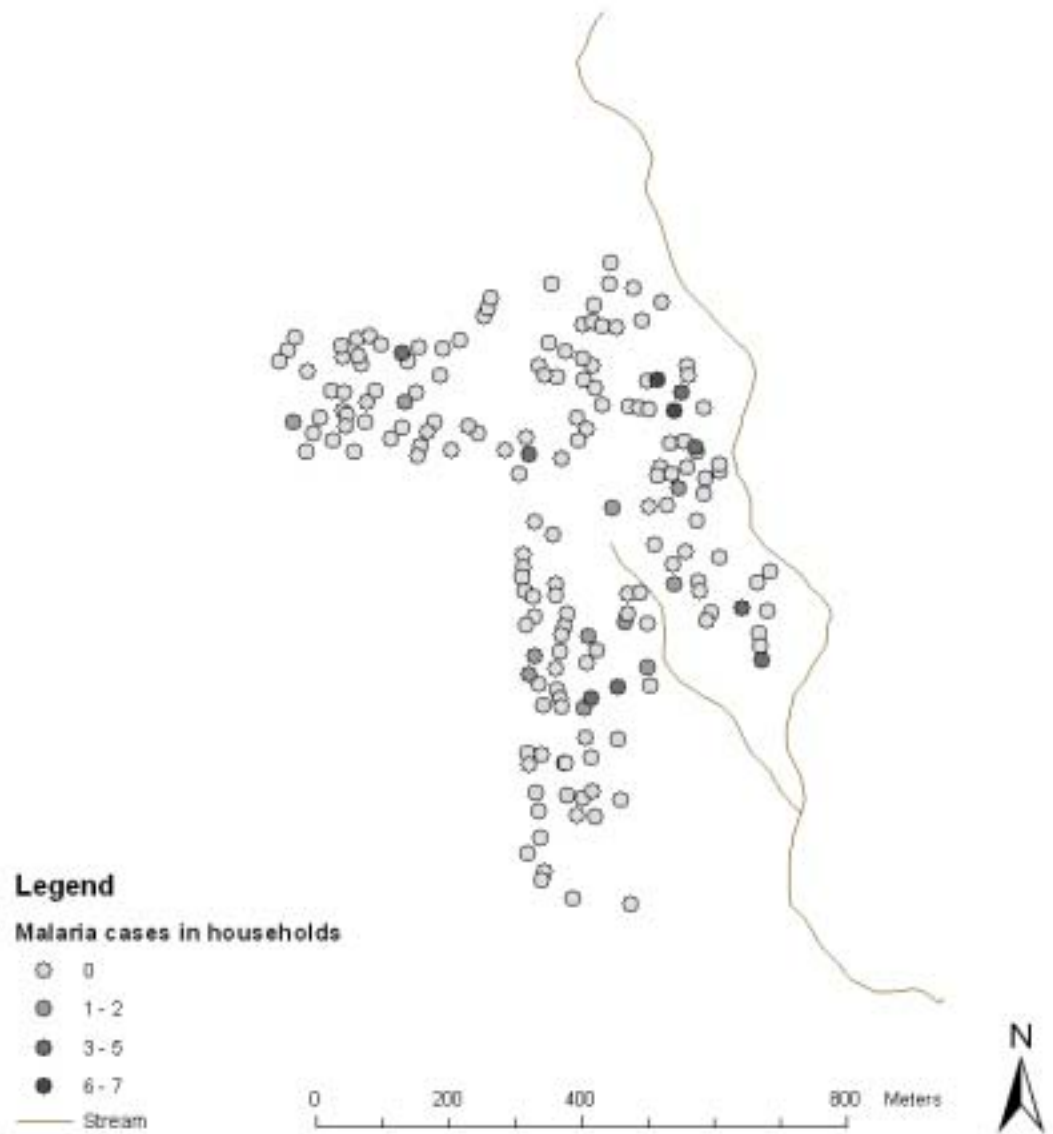 Legend
Malaria cases in households
0
1 - 2
3 - 5
6 - 7
Stream
0 200 400 800 Meters
N